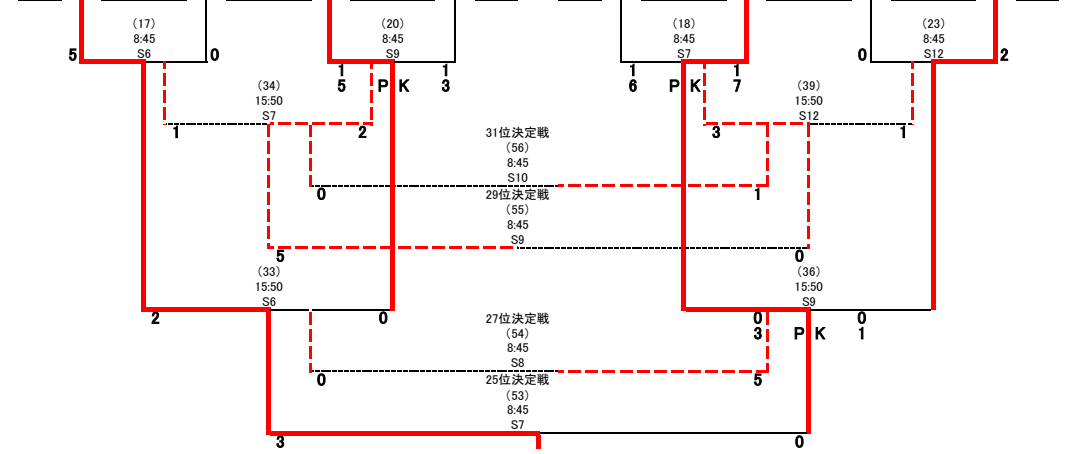 (17) (20) (18) (23)
8:45 8:45 8:45 8:45
5 S6 0 S9 S7 0 S12 2
1 1 1 1
5 P K 3 6 P K 7
(34) (39)
15:50 15:50
S7 S12
1 2 3 1
31位決定戦
(56)
8:45
S10
0 1
29位決定戦
(55)
8:45
S9
5 0
(33) (36)
15:50 15:50
S6 S9
2 0 0 0
3 P K 1
27位決定戦
(54)
8:45
S8
0 5
25位決定戦
(53)
8:45
S7
3 0